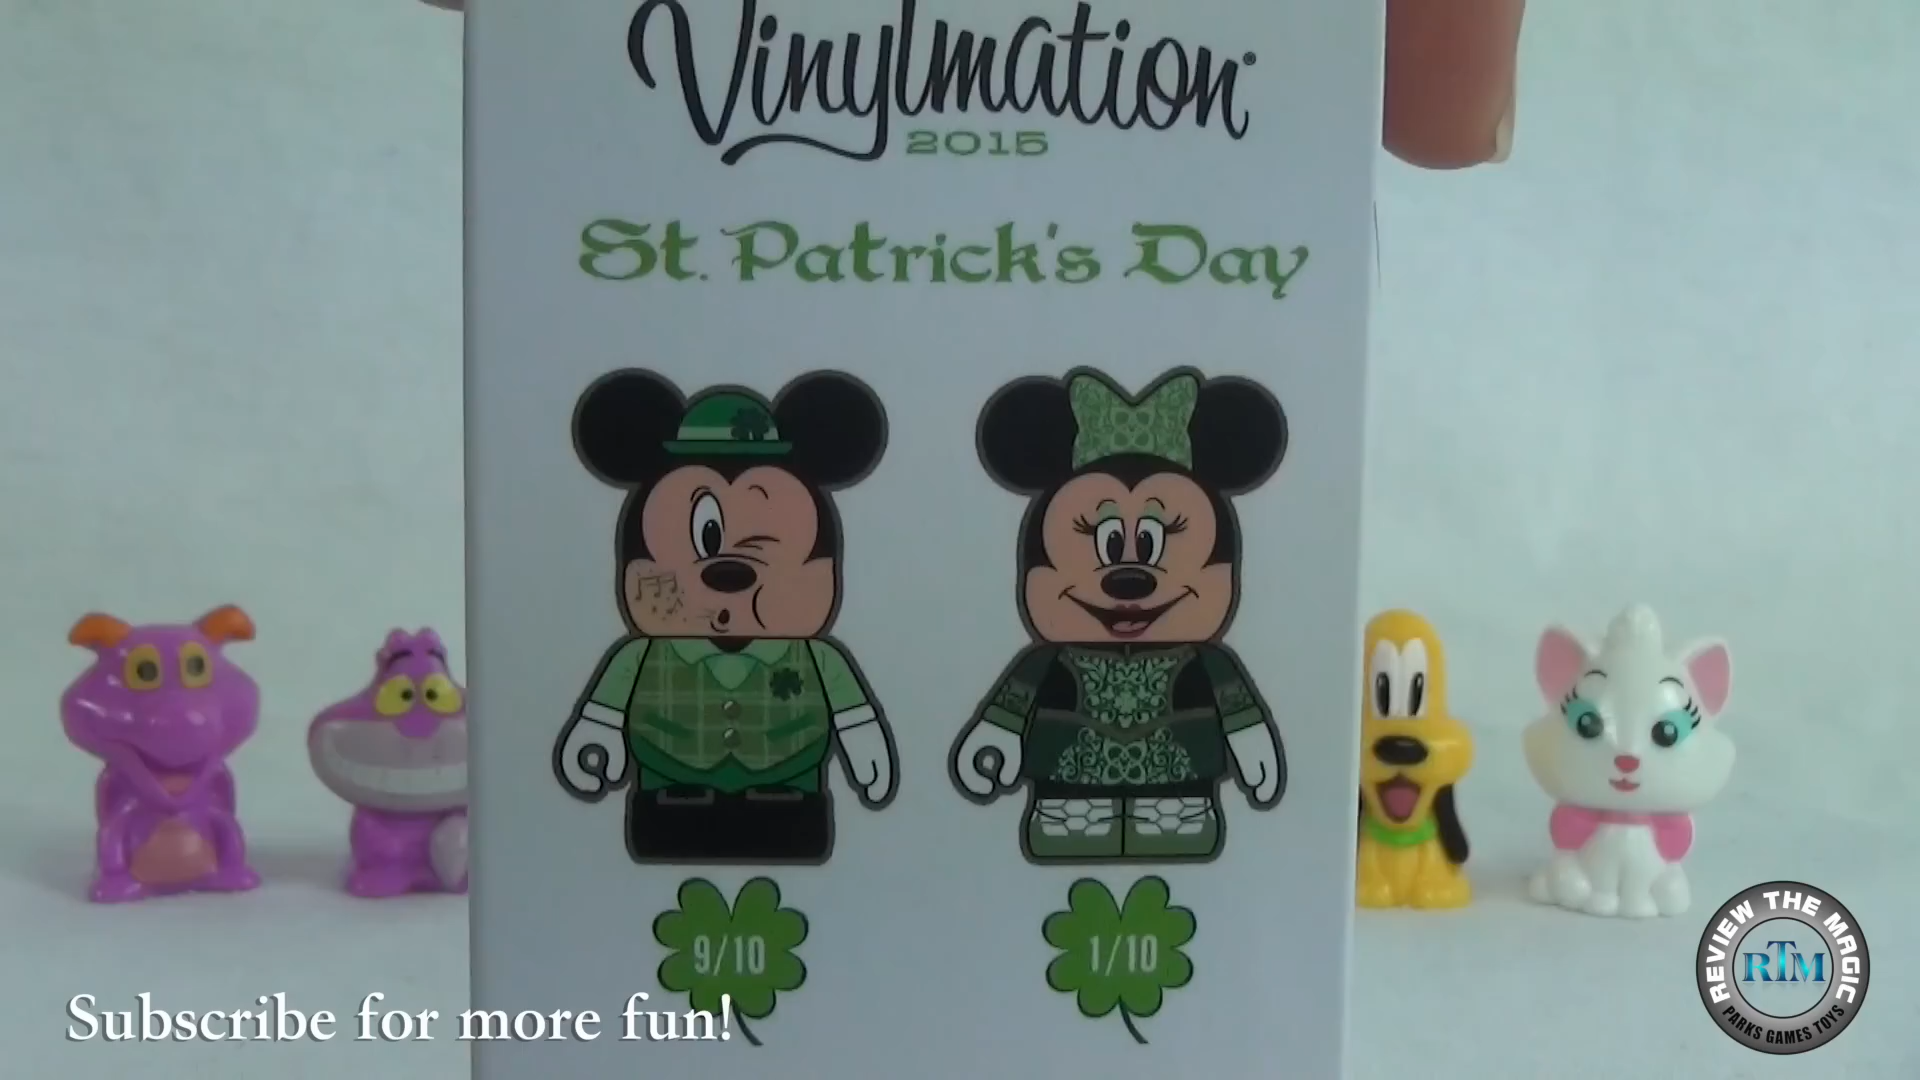 Vinylmation®
2015
St. Patrick's Day
9/10
1/10
Subscribe for more fun!
REVIEW THE MAGIC
RTM
PARKS GAMES TOYS